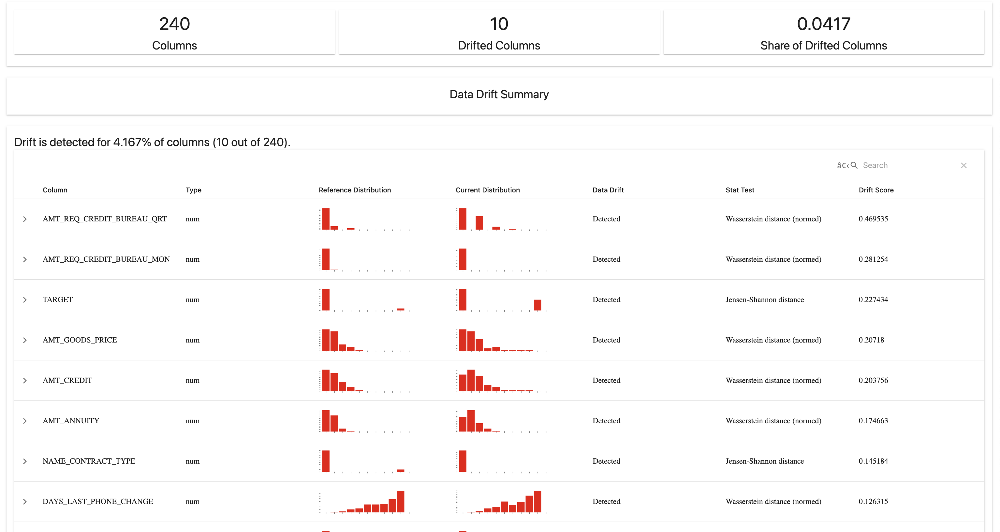 240
Columns
10
Drifted Columns
0.0417
Share of Drifted Columns
Data Drift Summary
Drift is detected for 4.167% of columns (10 out of 240).
â€‹ Search
Column Type Reference Distribution Current Distribution Data Drift Stat Test Drift Score
AMT_REQ_CREDIT_BUREAU_QRT num Detected Wasserstein distance (normed) 0.469535
AMT_REQ_CREDIT_BUREAU_MON num Detected Wasserstein distance (normed) 0.281254
TARGET num Detected Jensen-Shannon distance 0.227434
AMT_GOODS_PRICE num Detected Wasserstein distance (normed) 0.20718
AMT_CREDIT num Detected Wasserstein distance (normed) 0.203756
AMT_ANNUITY num Detected Wasserstein distance (normed) 0.174663
NAME_CONTRACT_TYPE num Detected Jensen-Shannon distance 0.145184
DAYS_LAST_PHONE_CHANGE num Detected Wasserstein distance (normed) 0.126315